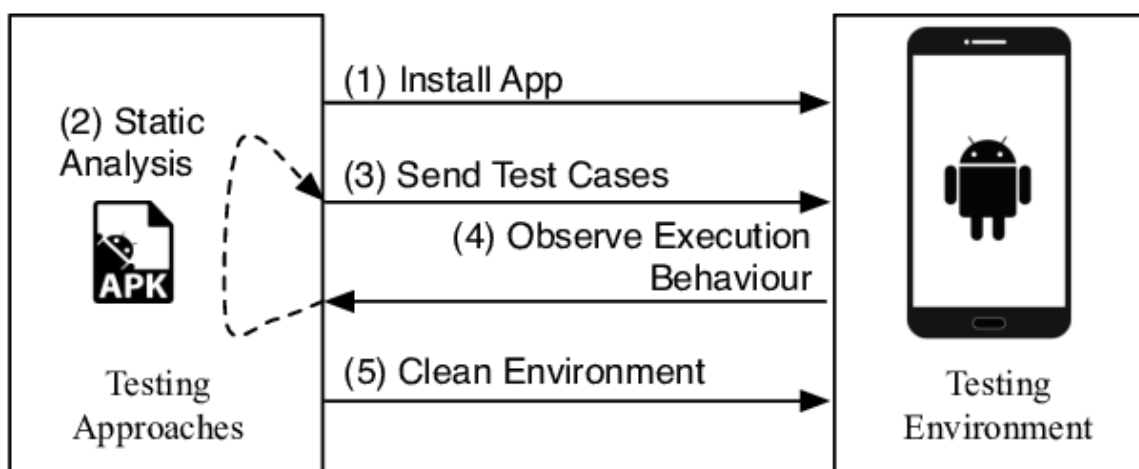 (1) Install App
(2) Static
Analysis
(3) Send Test Cases
(4) Observe Execution
Behaviour
APK
(5) Clean Environment
Testing
Approaches
Testing
Environment